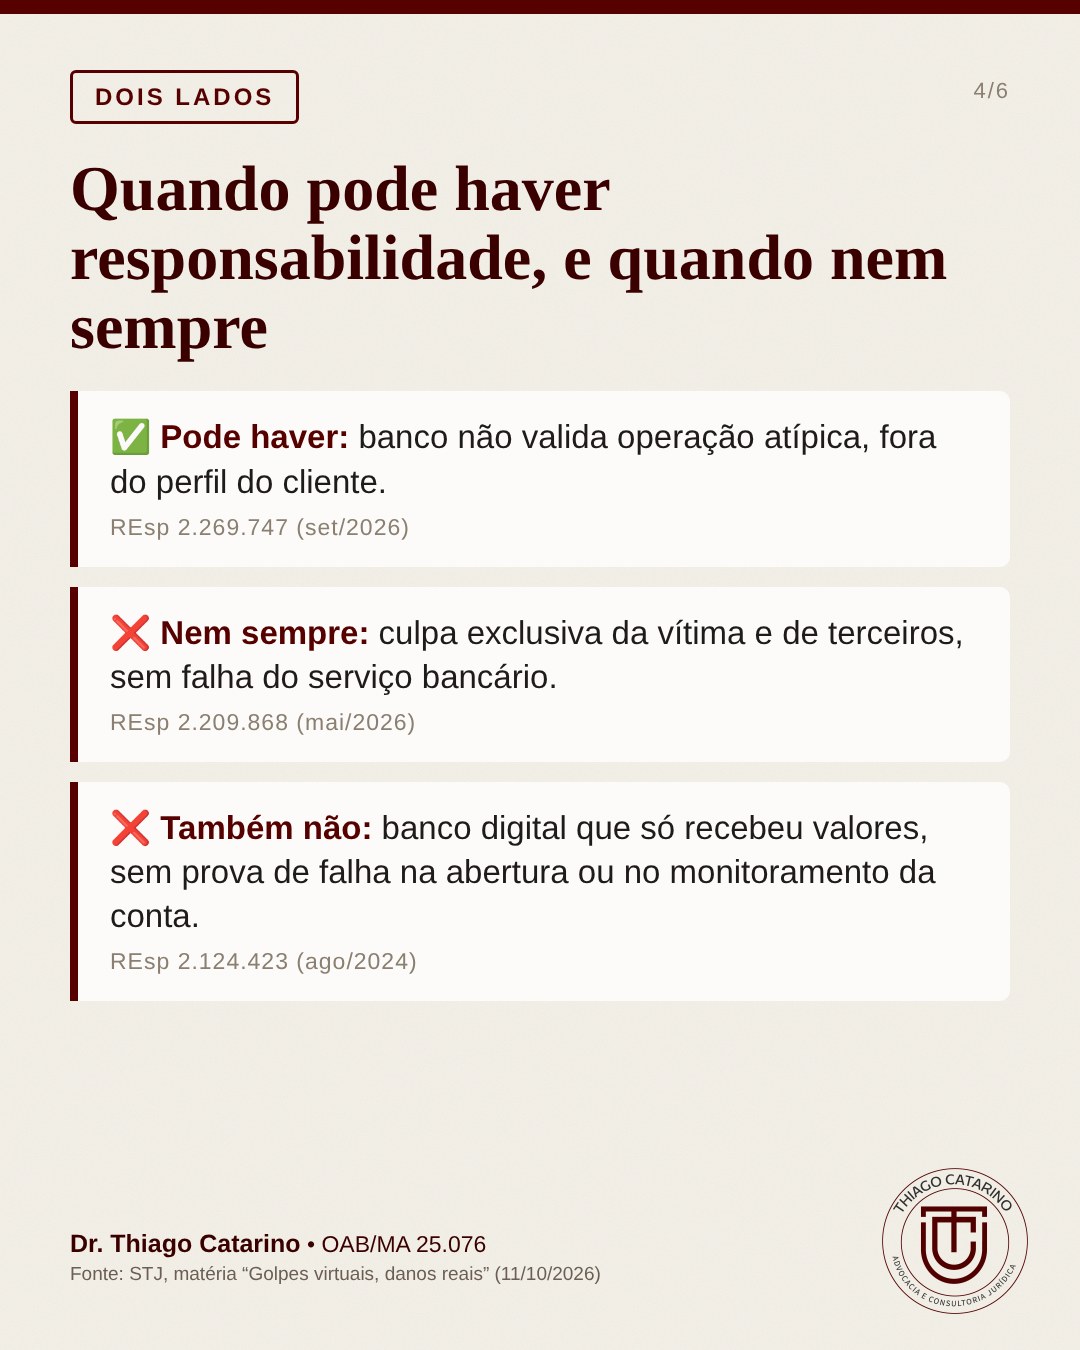 DOIS LADOS
4/6
Quando pode haver
responsabilidade, e quando nem
sempre
✅ Pode haver: banco não valida operação atípica, fora
do perfil do cliente.
REsp 2.269.747 (set/2026)
❌ Nem sempre: culpa exclusiva da vítima e de terceiros,
sem falha do serviço bancário.
REsp 2.209.868 (mai/2026)
❌ Também não: banco digital que só recebeu valores,
sem prova de falha na abertura ou no monitoramento da
conta.
REsp 2.124.423 (ago/2024)
Dr. Thiago Catarino • OAB/MA 25.076
Fonte: STJ, matéria “Golpes virtuais, danos reais” (11/10/2026)
THIAGO CATARINO
TC
ADVOCACIA E CONSULTORIA JURÍDICA